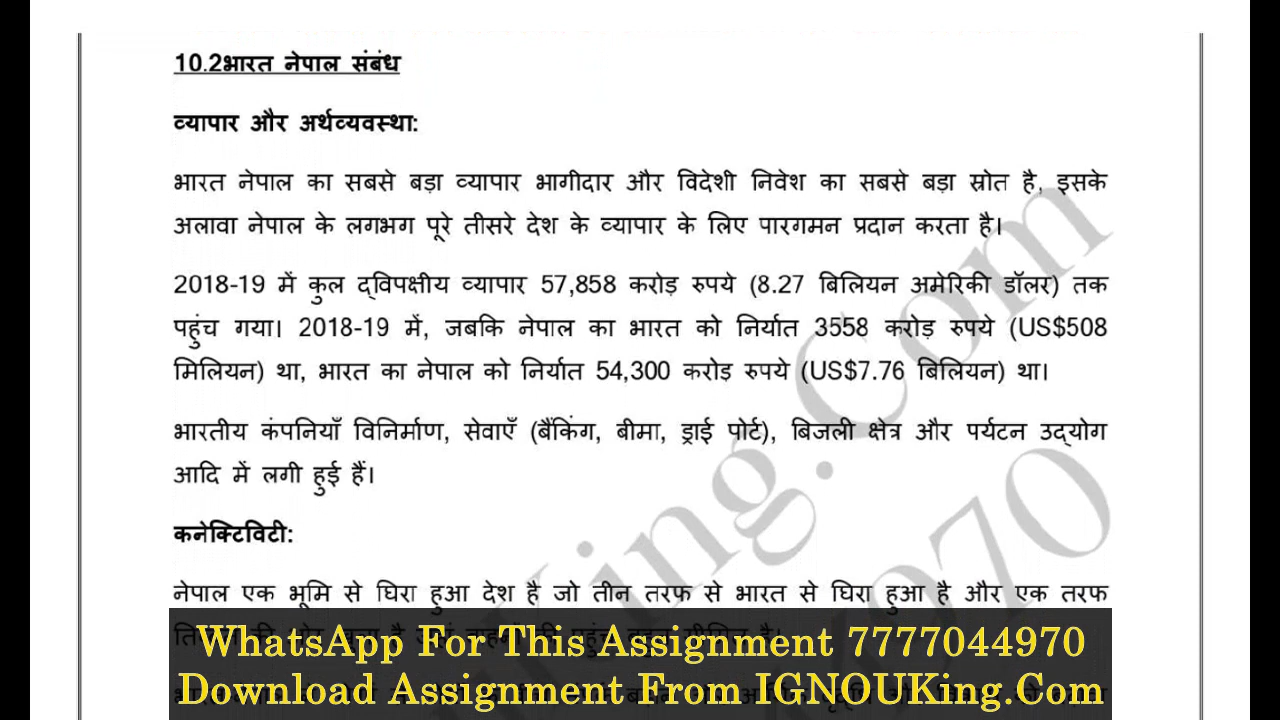 10.2भारत नेपाल संबंध
व्यापार और अर्थव्यवस्था:
भारत नेपाल का सबसे बड़ा व्यापार भागीदार और विदेशी निवेश का सबसे बड़ा स्रोत है, इसके
अलावा नेपाल के लगभग पूरे तीसरे देश के व्यापार के लिए पारगमन प्रदान करता है।
2018-19 में कुल द्विपक्षीय व्यापार 57,858 करोड़ रुपये (8.27 बिलियन अमेरिकी डॉलर) तक
पहुंच गया। 2018-19 में, जबकि नेपाल का भारत को निर्यात 3558 करोड़ रुपये (US$508
मिलियन) था, भारत का नेपाल को निर्यात 54,300 करोड़ रुपये (US$7.76 बिलियन) था।
भारतीय कंपनियाँ विनिर्माण, सेवाएँ (बैंकिंग, बीमा, ड्राई पोर्ट), बिजली क्षेत्र और पर्यटन उद्योग
आदि में लगी हुई हैं।
कनेक्टिविटी:
नेपाल एक भूमि से घिरा हुआ देश है जो तीन तरफ से भारत से घिरा हुआ है और एक तरफ
WhatsApp For This Assignment 7777044970
Download Assignment From IGNOUKing.Com
King.Com